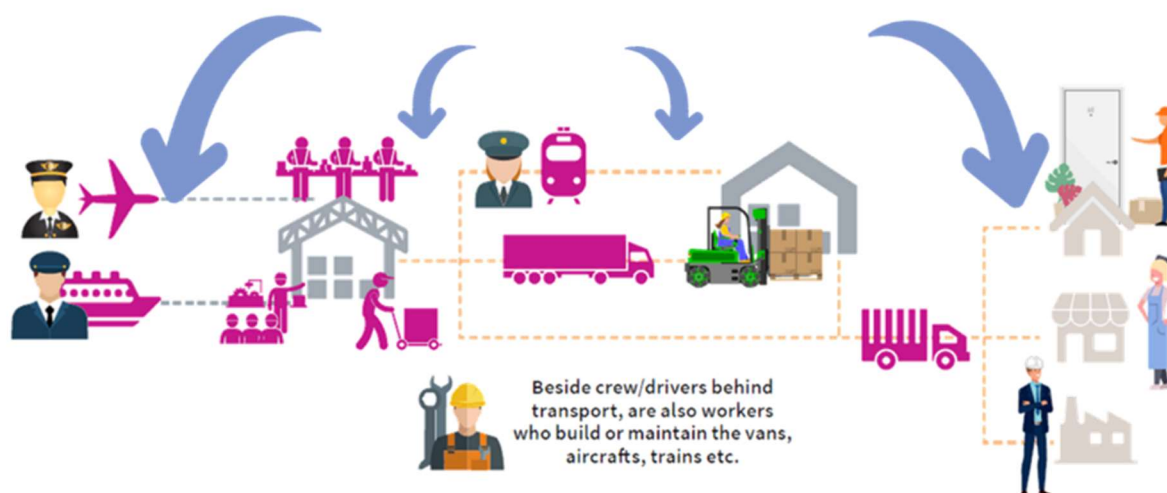 Beside crew/drivers behind
transport, are also workers
who build or maintain the vans,
aircrafts, trains etc.